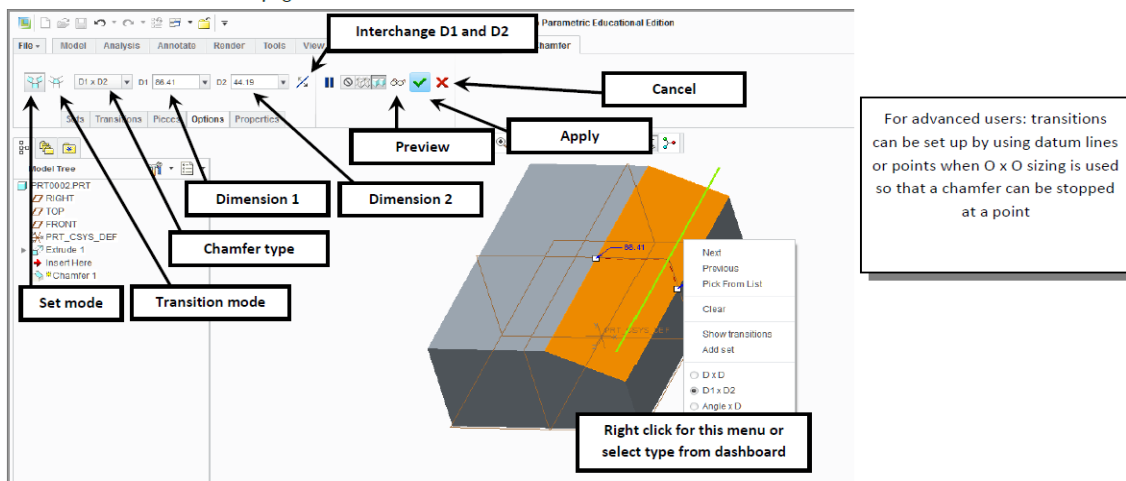 Parametric Educational Edition
Interchange D1 and D2
File
Model
Analysis
Annotate
Render
Tools
View
Chamfer
D1 x D2
D1
86.41
D2
44.19
Cancel
Sets
Transitions
Pieces
Options
Properties
Preview
Apply
For advanced users: transitions
can be set up by using datum lines
or points when O x O sizing is used
so that a chamfer can be stopped
at a point
Model Tree
PRT0002.PRT
RIGHT
TOP
FRONT
PRT_CSYS_DEF
Extrude 1
Insert Here
Chamfer 1
Dimension 1
Dimension 2
Chamfer type
Set mode
Transition mode
86.41
PRT_CSYS_DEF
Next
Previous
Pick From List
Clear
Show transitions
Add set
D x D
D1 x D2
Angle x D
Right click for this menu or
select type from dashboard